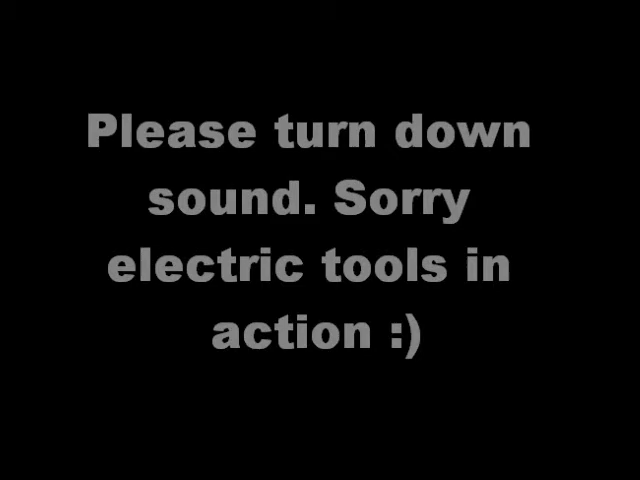 Please turn down
sound. Sorry
electric tools in
action :)